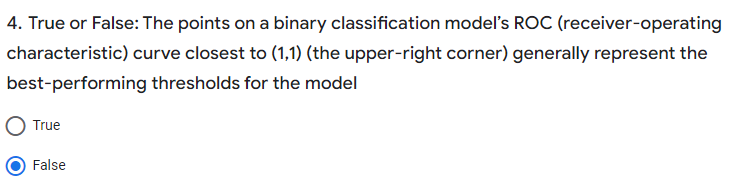 4. True or False: The points on a binary classification model’s ROC (receiver-operating
characteristic) curve closest to (1,1) (the upper-right corner) generally represent the
best-performing thresholds for the model
True
False